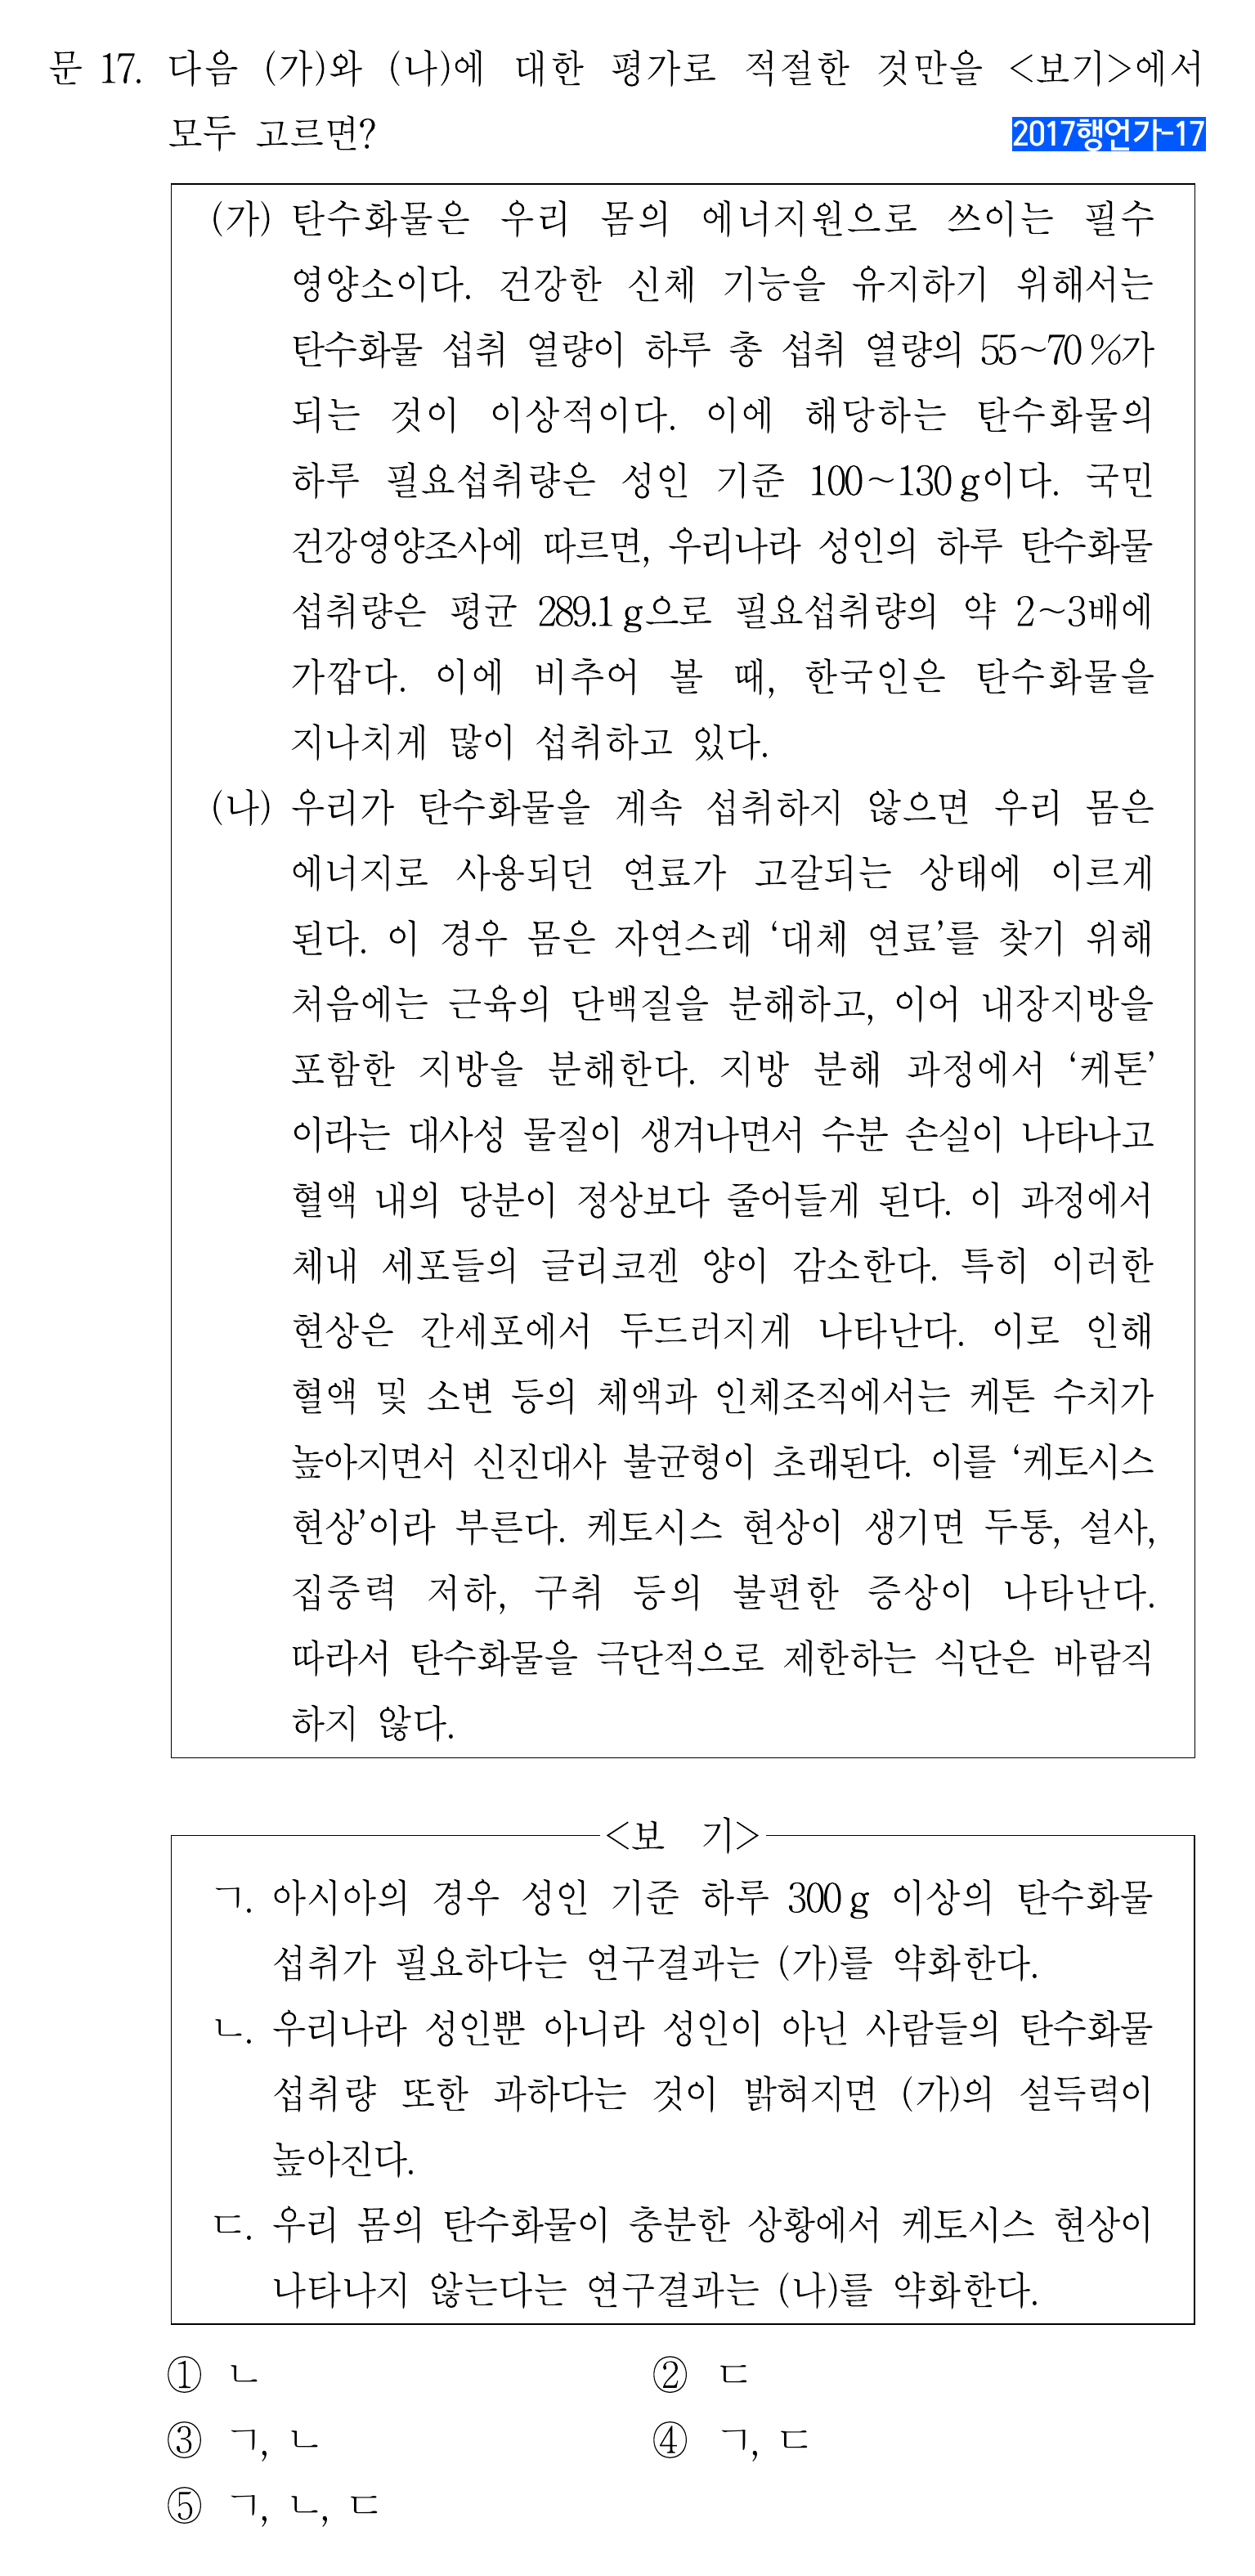 문 17. 다음 (가)와 (나)에 대한 평가로 적절한 것만을 <보기>에서
모두 고르면?
2017행언가-17
(가) 탄수화물은 우리 몸의 에너지원으로 쓰이는 필수
영양소이다. 건강한 신체 기능을 유지하기 위해서는
탄수화물 섭취 열량이 하루 총 섭취 열량의 55~70 %가
되는 것이 이상적이다. 이에 해당하는 탄수화물의
하루 필요섭취량은 성인 기준 100~130 g이다. 국민
건강영양조사에 따르면, 우리나라 성인의 하루 탄수화물
섭취량은 평균 289.1 g으로 필요섭취량의 약 2~3배에
가깝다. 이에 비추어 볼 때, 한국인은 탄수화물을
지나치게 많이 섭취하고 있다.
(나) 우리가 탄수화물을 계속 섭취하지 않으면 우리 몸은
에너지로 사용되던 연료가 고갈되는 상태에 이르게
된다. 이 경우 몸은 자연스레 ‘대체 연료’를 찾기 위해
처음에는 근육의 단백질을 분해하고, 이어 내장지방을
포함한 지방을 분해한다. 지방 분해 과정에서 ‘케톤’
이라는 대사성 물질이 생겨나면서 수분 손실이 나타나고
혈액 내의 당분이 정상보다 줄어들게 된다. 이 과정에서
체내 세포들의 글리코겐 양이 감소한다. 특히 이러한
현상은 간세포에서 두드러지게 나타난다. 이로 인해
혈액 및 소변 등의 체액과 인체조직에서는 케톤 수치가
높아지면서 신진대사 불균형이 초래된다. 이를 ‘케토시스
현상’이라 부른다. 케토시스 현상이 생기면 두통, 설사,
집중력 저하, 구취 등의 불편한 증상이 나타난다.
따라서 탄수화물을 극단적으로 제한하는 식단은 바람직
하지 않다.
<보 기>
ㄱ. 아시아의 경우 성인 기준 하루 300 g 이상의 탄수화물
섭취가 필요하다는 연구결과는 (가)를 약화한다.
ㄴ. 우리나라 성인뿐 아니라 성인이 아닌 사람들의 탄수화물
섭취량 또한 과하다는 것이 밝혀지면 (가)의 설득력이
높아진다.
ㄷ. 우리 몸의 탄수화물이 충분한 상황에서 케토시스 현상이
나타나지 않는다는 연구결과는 (나)를 약화한다.
① ㄴ ② ㄷ
③ ㄱ, ㄴ ④ ㄱ, ㄷ
⑤ ㄱ, ㄴ, ㄷ